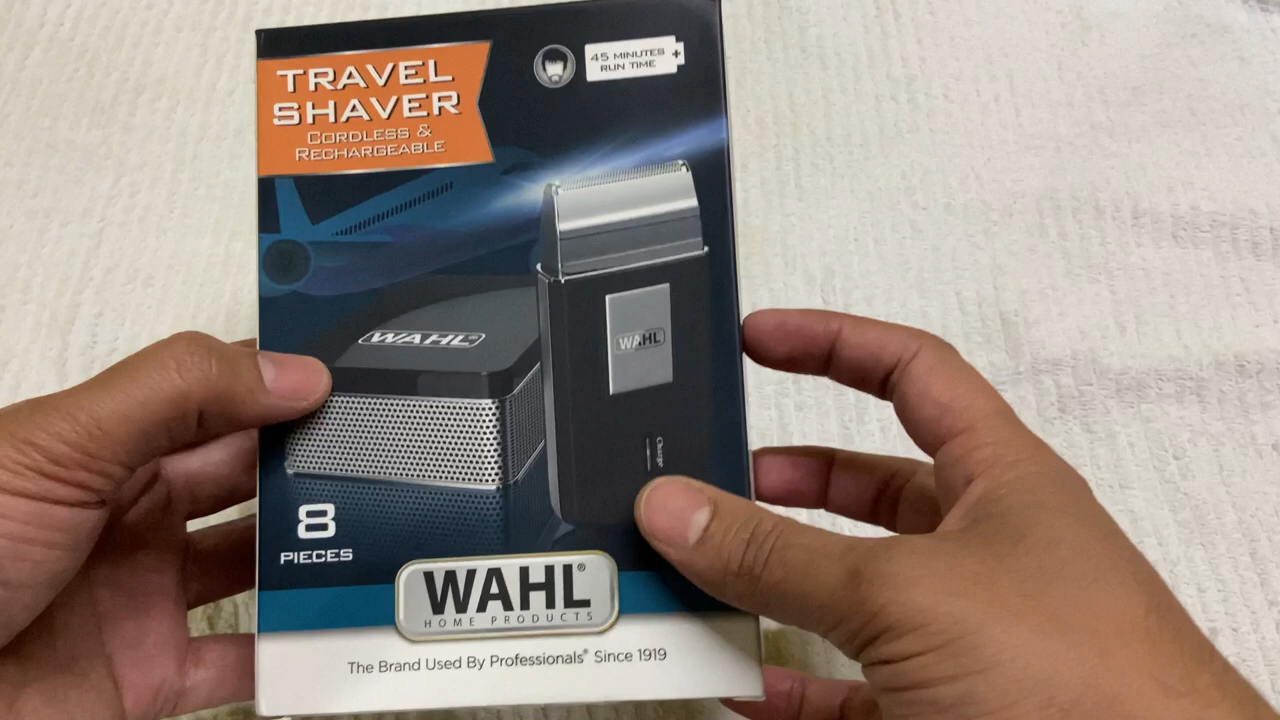 TRAVEL
SHAVER
CORDLESS &
RECHARGEABLE
45 MINUTES
RUN TIME
+
WAHL®
WAHL
Charge
8
PIECES
WAHL®
HOME PRODUCTS
The Brand Used By Professionals® Since 1919